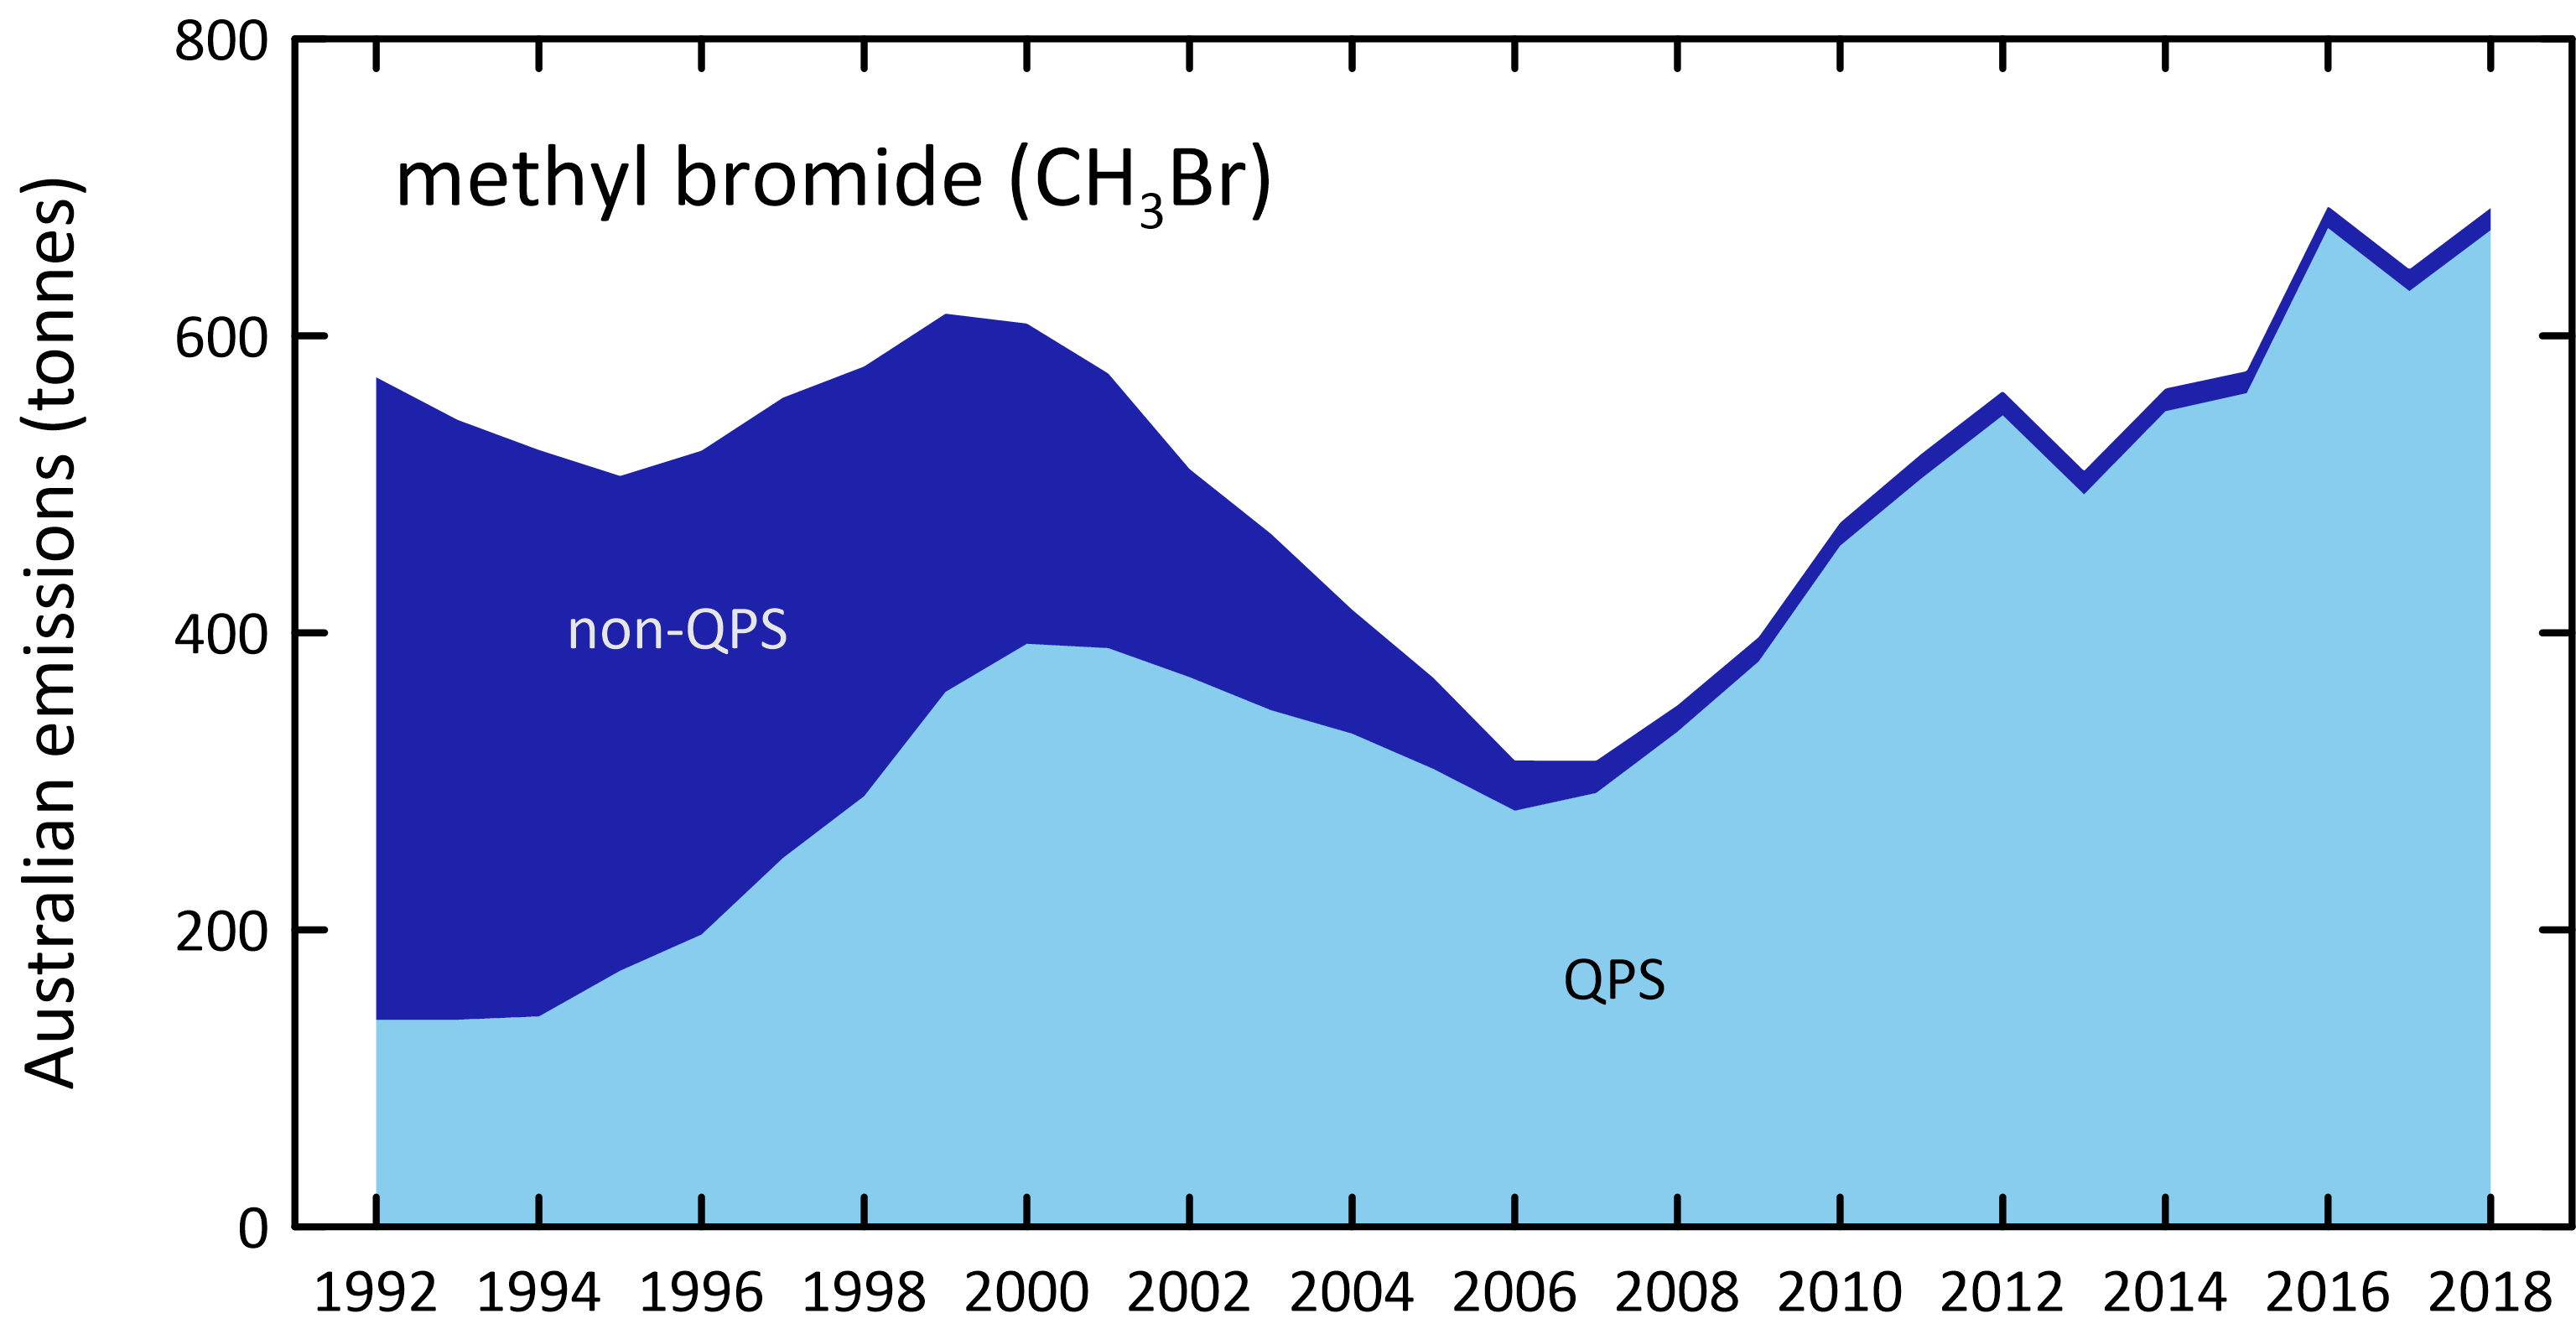 800
methyl bromide (CH₃Br)
600
non-QPS
400
200
QPS
0
Australian emissions (tonnes)
1992 1994 1996 1998 2000 2002 2004 2006 2008 2010 2012 2014 2016 2018